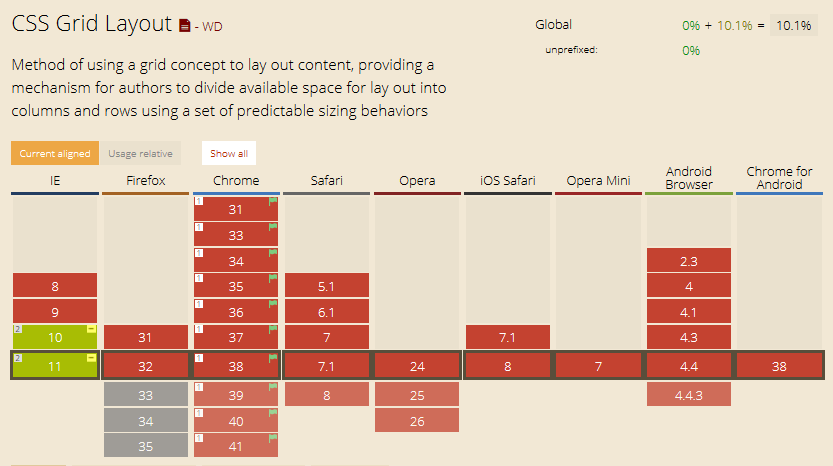 CSS Grid Layout - WD
Global 0% + 10.1% = 10.1%
unprefixed: 0%
Method of using a grid concept to lay out content, providing a
mechanism for authors to divide available space for lay out into
columns and rows using a set of predictable sizing behaviors
Current aligned Usage relative Show all
IE Firefox Chrome Safari Opera iOS Safari Opera Mini Android Browser Chrome for Android
1 31
1 33
1 34 2.3
8 1 35 5.1 4
9 1 36 6.1 4.1
2 10 31 1 37 7 7.1 4.3
2 11 32 1 38 7.1 24 8 7 4.4 38
33 1 39 8 25 4.4.3
34 1 40 26
35 1 41